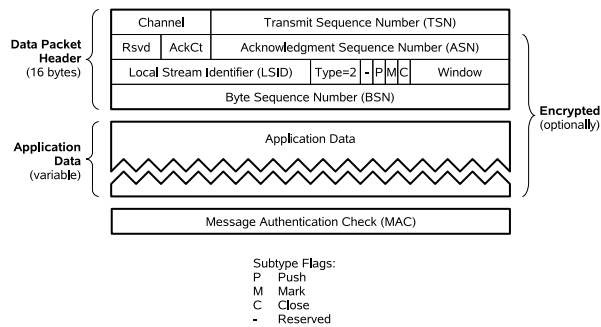 Channel Transmit Sequence Number (TSN)
Data Packet Header (16 bytes)
Rsvd AckCt Acknowledgment Sequence Number (ASN)
Local Stream Identifier (LSID) Type=2 - P M C Window
Byte Sequence Number (BSN)
Encrypted (optionally)
Application Data (variable)
Application Data
Message Authentication Check (MAC)
Subtype Flags:
P Push
M Mark
C Close
- Reserved